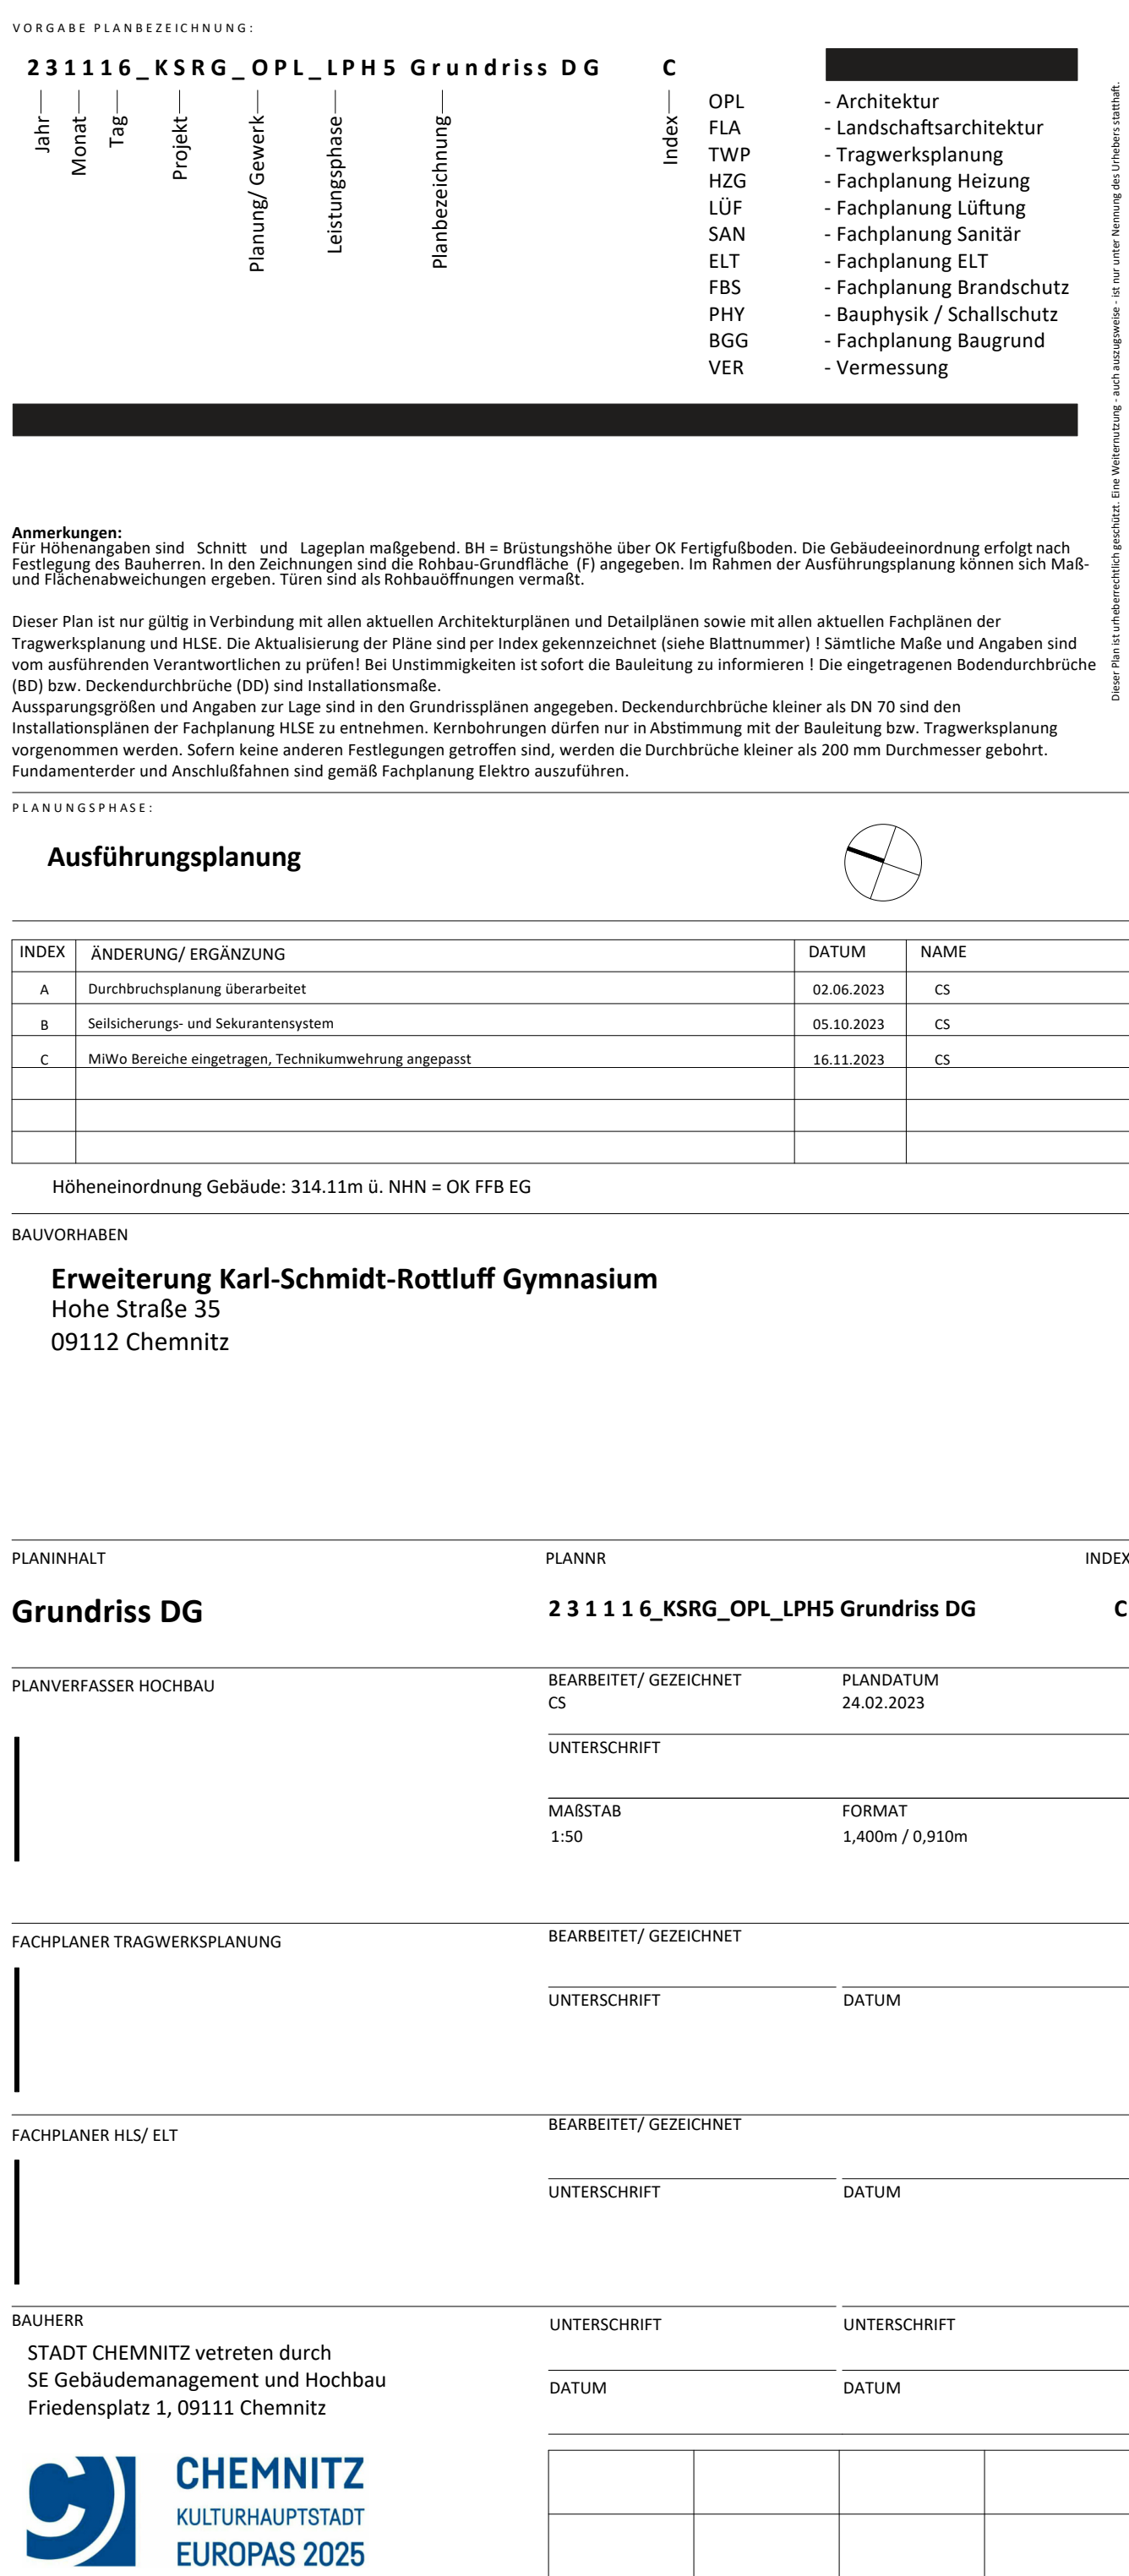 VORGABE PLANBEZEICHNUNG:
231116_KSRG_OPL_LPH5 Grundriss DG C
Jahr
Monat
Tag
Projekt
Planung/ Gewerk
Leistungsphase
Planbezeichnung
Index
OPL - Architektur
FLA - Landschaftsarchitektur
TWP - Tragwerksplanung
HZG - Fachplanung Heizung
LÜF - Fachplanung Lüftung
SAN - Fachplanung Sanitär
ELT - Fachplanung ELT
FBS - Fachplanung Brandschutz
PHY - Bauphysik / Schallschutz
BGG - Fachplanung Baugrund
VER - Vermessung
Dieser Plan ist urheberrechtlich geschützt. Eine Weiternutzung - auch auszugsweise - ist nur unter Nennung des Urhebers statthaft.
Anmerkungen:
Für Höhenangaben sind Schnitt und Lageplan maßgebend. BH = Brüstungshöhe über OK Fertigfußboden. Die Gebäudeeinordnung erfolgt nach
Festlegung des Bauherren. In den Zeichnungen sind die Rohbau-Grundfläche (F) angegeben. Im Rahmen der Ausführungsplanung können sich Maß-
und Flächenabweichungen ergeben. Türen sind als Rohbauöffnungen vermaßt.
Dieser Plan ist nur gültig in Verbindung mit allen aktuellen Architekturplänen und Detailplänen sowie mit allen aktuellen Fachplänen der
Tragwerksplanung und HLSE. Die Aktualisierung der Pläne sind per Index gekennzeichnet (siehe Blattnummer) ! Sämtliche Maße und Angaben sind
vom ausführenden Verantwortlichen zu prüfen! Bei Unstimmigkeiten ist sofort die Bauleitung zu informieren ! Die eingetragenen Bodendurchbrüche
(BD) bzw. Deckendurchbrüche (DD) sind Installationsmaße.
Aussparungsgrößen und Angaben zur Lage sind in den Grundrissplänen angegeben. Deckendurchbrüche kleiner als DN 70 sind den
Installationsplänen der Fachplanung HLSE zu entnehmen. Kernbohrungen dürfen nur in Abstimmung mit der Bauleitung bzw. Tragwerksplanung
vorgenommen werden. Sofern keine anderen Festlegungen getroffen sind, werden die Durchbrüche kleiner als 200 mm Durchmesser gebohrt.
Fundamenterder und Anschlußfahnen sind gemäß Fachplanung Elektro auszuführen.
PLANUNGSPHASE:
Ausführungsplanung
INDEX ÄNDERUNG/ ERGÄNZUNG DATUM NAME
A Durchbruchsplanung überarbeitet 02.06.2023 CS
B Seilsicherungs- und Sekurantensystem 05.10.2023 CS
C MiWo Bereiche eingetragen, Technikumwehrung angepasst 16.11.2023 CS
Höheneinordnung Gebäude: 314.11m ü. NHN = OK FFB EG
BAUVORHABEN
Erweiterung Karl-Schmidt-Rottluff Gymnasium
Hohe Straße 35
09112 Chemnitz
PLANINHALT PLANNR INDEX
Grundriss DG 231116_KSRG_OPL_LPH5 Grundriss DG C
PLANVERFASSER HOCHBAU BEARBEITET/ GEZEICHNET PLANDATUM
CS 24.02.2023
UNTERSCHRIFT
MAßSTAB FORMAT
1:50 1,400m / 0,910m
FACHPLANER TRAGWERKSPLANUNG BEARBEITET/ GEZEICHNET
UNTERSCHRIFT DATUM
FACHPLANER HLS/ ELT BEARBEITET/ GEZEICHNET
UNTERSCHRIFT DATUM
BAUHERR UNTERSCHRIFT UNTERSCHRIFT
STADT CHEMNITZ vetreten durch
SE Gebäudemanagement und Hochbau
Friedensplatz 1, 09111 Chemnitz
DATUM DATUM
CHEMNITZ
KULTURHAUPTSTADT
EUROPAS 2025